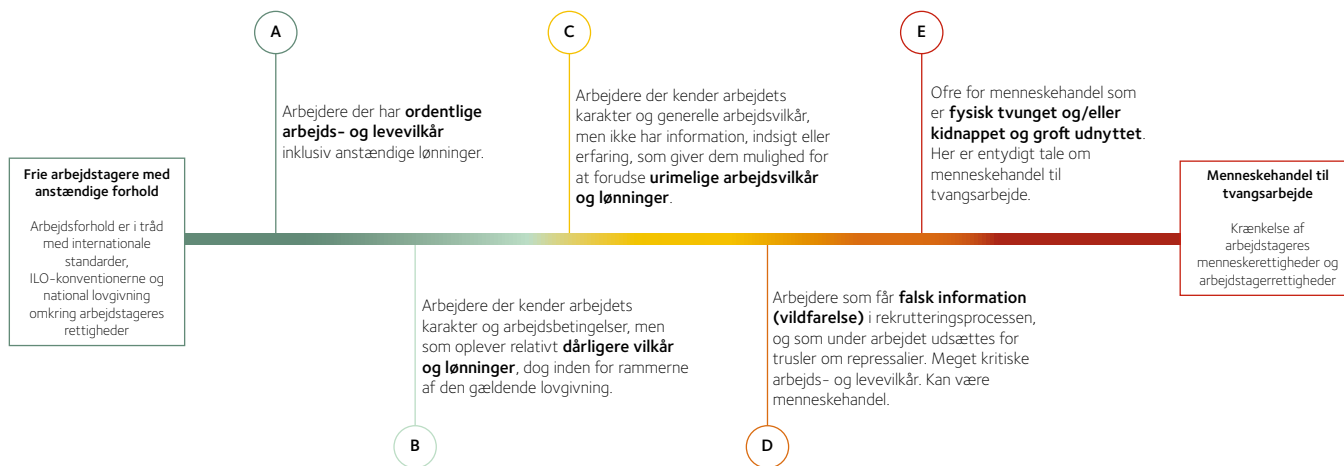 Frie arbejdstagere med
anstændige forhold
Arbejdsforhold er i tråd
med internationale
standarder,
ILO-konventionerne og
national lovgivning
omkring arbejdstageres
rettigheder
A
Arbejdere der har ordentlige
arbejds- og levevilkår
inklusiv anstændige lønninger.
B
Arbejdere der kender arbejdets
karakter og arbejdsbetingelser, men
som oplever relativt dårligere vilkår
og lønninger, dog inden for rammerne
af den gældende lovgivning.
C
Arbejdere der kender arbejdets
karakter og generelle arbejdsvilkår,
men ikke har information, indsigt eller
erfaring, som giver dem mulighed for
at forudse urimelige arbejdsvilkår
og lønninger.
D
Arbejdere som får falsk information
(vildfarelse) i rekrutteringsprocessen,
og som under arbejdet udsættes for
trusler om repressalier. Meget kritiske
arbejds- og levevilkår. Kan være
menneskehandel.
E
Ofre for menneskehandel som
er fysisk tvunget og/eller
kidnappet og groft udnyttet.
Her er entydigt tale om
menneskehandel til
tvangsarbejde.
Menneskehandel til
tvangsarbejde
Krænkelse af
arbejdstageres
menneskerettigheder og
arbejdstagerrettigheder